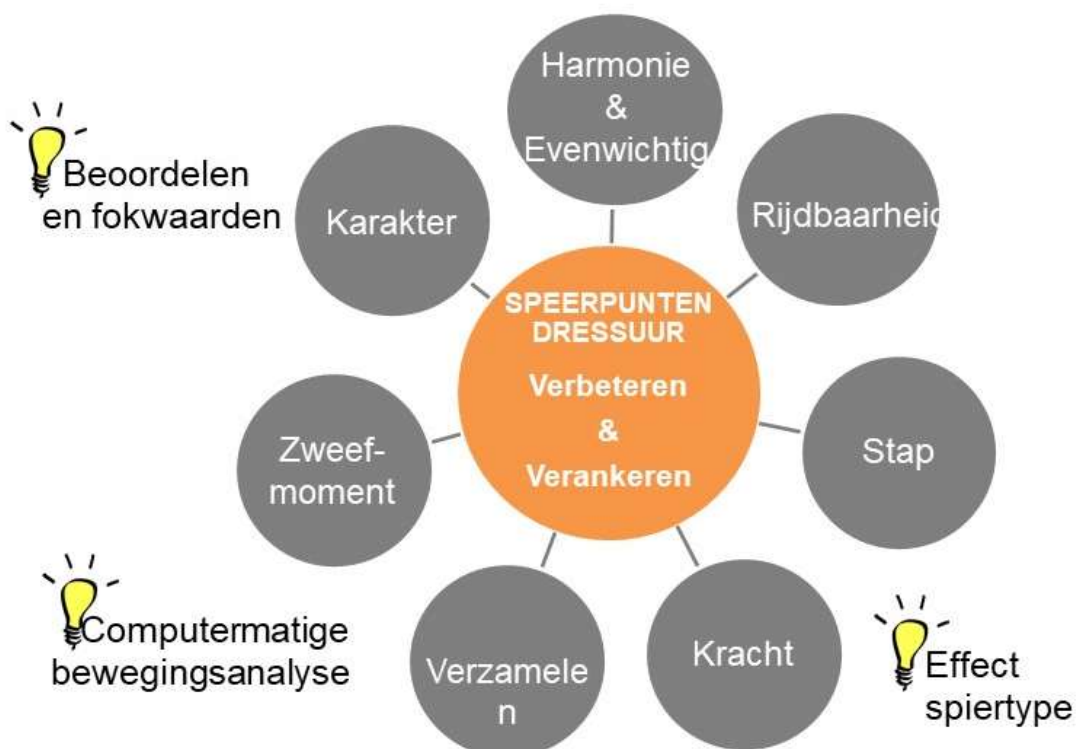 Harmonie
&
Evenwichtig
Rijdbaarheid
Stap
Kracht
Verzamele
n
Zweef-
moment
Karakter
SPEERPUNTEN
DRESSUUR
Verbeteren
&
Verankeren
Beoordelen
en fokwaarden
Computermatige
bewegingsanalyse
Effect
spiertype